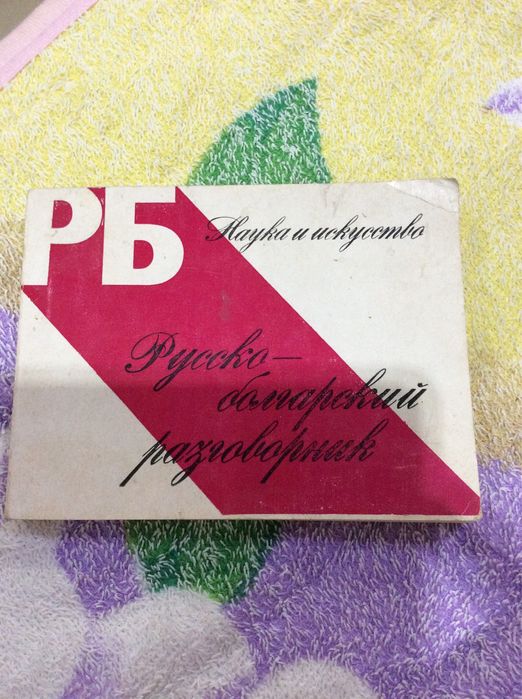 РБ
Наука и искусство
Русско-
болгарский
разговорник